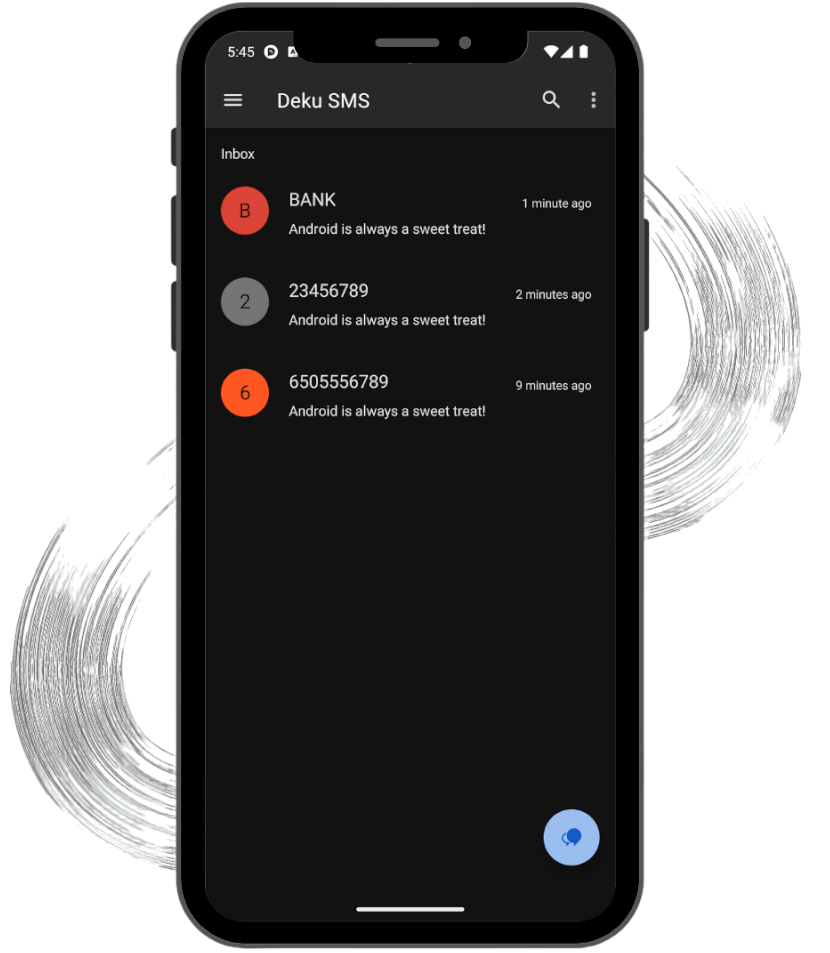 5:45
Deku SMS
Inbox
B
BANK
1 minute ago
Android is always a sweet treat!
2
23456789
2 minutes ago
Android is always a sweet treat!
6
6505556789
9 minutes ago
Android is always a sweet treat!